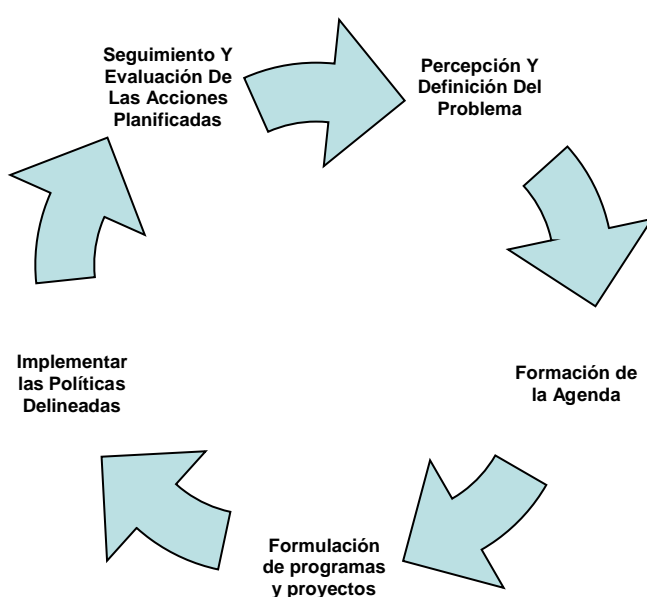 Seguimiento Y
Evaluación De
Las Acciones
Planificadas
Percepción Y
Definición Del
Problema
Formación de
la Agenda
Formulación
de programas
y proyectos
Implementar
las Políticas
Delineadas